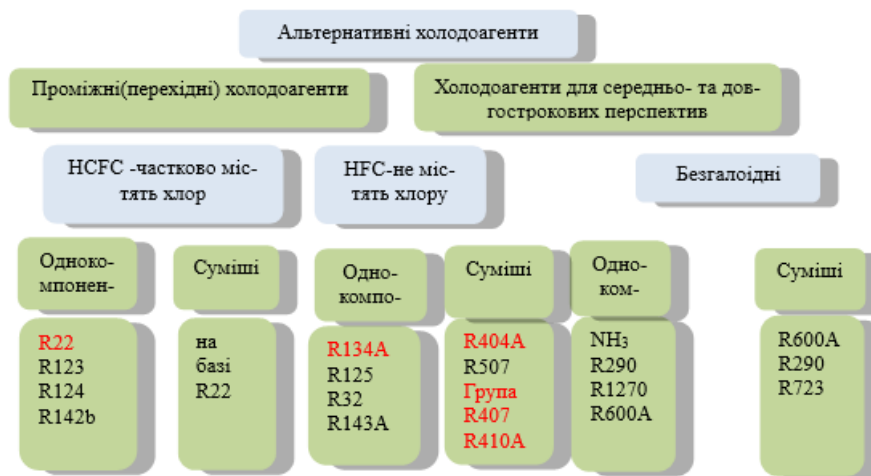 Альтернативні холодоагенти
Проміжні(перехідні) холодоагенти
Холодоагенти для середньо- та дов-
гострокових перспектив
HCFC -частково міс-
тять хлор
HFC-не міс-
тять хлору
Безгалоїдні
Одноко-
мпонен-
Суміші
Одно-
компо-
Суміші
Одно-
ком-
Суміші
R22
R123
R124
R142b
на
базі
R22
R134A
R125
R32
R143A
R404A
R507
Група
R407
R410A
NH₃
R290
R1270
R600A
R600A
R290
R723